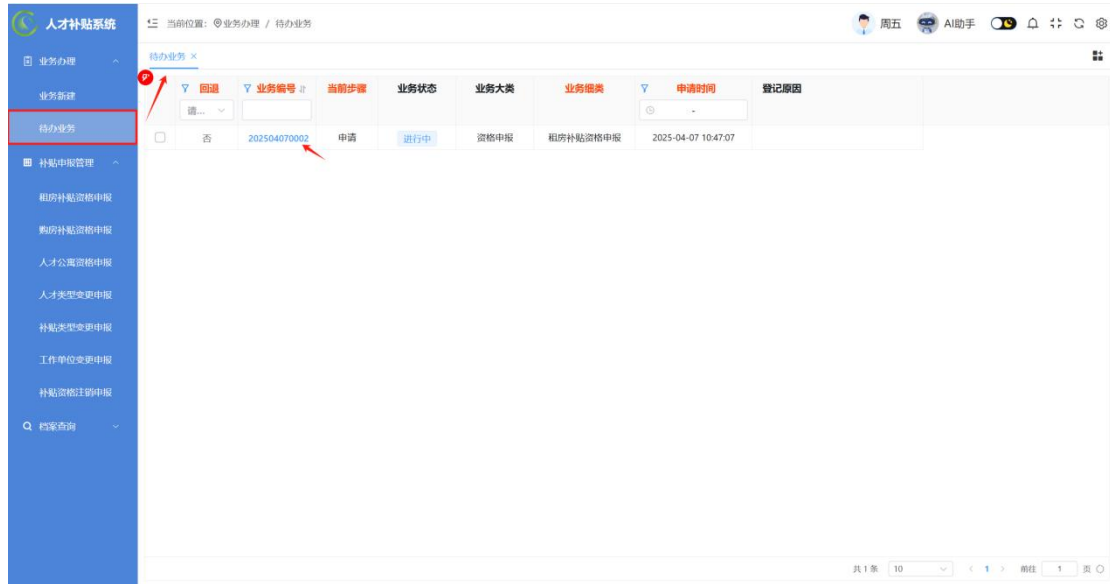 人才补贴系统
当前位置: 业务办理 / 待办业务
周五 AI助手
业务办理
待办业务 ×
业务新建
待办业务
补贴申报管理
租房补贴资格申报
购房补贴资格申报
人才公寓资格申报
人才类型变更申报
补贴类型变更申报
工作单位变更申报
补贴资格注销申报
档案查询
回退 业务编号 当前步骤 业务状态 业务大类 业务细类 申请时间 登记原因
请... -
否 202504070002 申请 进行中 资格申报 租房补贴资格申报 2025-04-07 10:47:07
共 1 条 10 < 1 > 前往 1 页